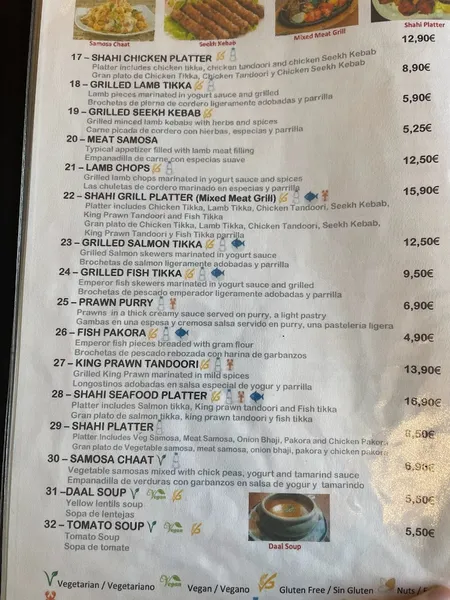 Samosa Chaat
Seekh Kebab
Mixed Meat Grill
Shahi Platter
17 – SHAHI CHICKEN PLATTER 12,90€
Platter includes chicken tikka, chicken tandoori and chicken Seekh Kebab
Gran plato de Chicken Tikka, Chicken Tandoori y Chicken Seekh Kebab
18 – GRILLED LAMB TIKKA 8,90€
Lamb pieces marinated in yogurt sauce and grilled
Brochetas de pierna de cordero ligeramente adobadas y parrilla
19 – GRILLED SEEKH KEBAB 5,90€
Grilled minced lamb kebabs with herbs and spices
Carne picada de cordero con hierbas, especias y parrilla
20 – MEAT SAMOSA 5,25€
Typical appetizer filled with lamb meat filling
Empanadilla de carne con especias suave
21 – LAMB CHOPS 12,50€
Grilled lamb chops marinated in yogurt sauce and spices
Las chuletas de cordero marinado en especias y parrilla
22 – SHAHI GRILL PLATTER (Mixed Meat Grill) 15,90€
Platter includes Chicken Tikka, Lamb Tikka, Chicken Tandoori, Seekh Kebab,
King Prawn Tandoori and Fish Tikka
Gran plato de Chicken Tikka, Lamb Tikka, Chicken Tandoori, Seekh Kebab,
King Prawn Tandoori y Fish Tikka parrilla
23 – GRILLED SALMON TIKKA 12,50€
Grilled Salmon skewers marinated in yogurt sauce
Brochetas de salmon ligeramente adobadas y parrilla
24 – GRILLED FISH TIKKA 9,50€
Emperor fish skewers marinated in yogurt sauce and grilled
Brochetas de pescado emperador ligeramente adobadas y parrilla
25 – PRAWN PURRY 6,90€
Prawns in a thick creamy sauce served on purry, a light pastry
Gambas en una espesa y cremosa salsa servido en purry, una pasteleria ligera
26 – FISH PAKORA 4,90€
Emperor fish pieces breaded with gram flour
Brochetas de pescado rebozada con harina de garbanzos
27 – KING PRAWN TANDOORI 13,90€
Grilled King Prawn marinated in mild spices
Longostinos adobadas en salsa especial de yogur y parrilla
28 – SHAHI SEAFOOD PLATTER 16,90€
Platter includes Salmon tikka, King prawn tandoori and Fish tikka
Gran plato de salmon tikka, king prawn tandoori y fish tikka
29 – SHAHI PLATTER 8,50€
Platter Includes Veg Samosa, Meat Samosa, Onion Bhaji, Pakora and Chicken Pakora
Gran plato de Vegetable samosa, meat samosa, onion bhaji, pakora y chicken pakora
30 – SAMOSA CHAAT 6,90€
Vegetable samosas mixed with chick peas, yogurt and tamarind sauce
Empanadilla de verduras con garbanzos en salsa de yogur y tamarindo
31 –DAAL SOUP Vegan 5,50€
Yellow lentils soup
Sopa de lentejas
32 – TOMATO SOUP Vegan 5,50€
Tomato Soup
Sopa de tomate
Daal Soup
Vegetarian / Vegetariano Vegan Vegan / Vegano Gluten Free / Sin Gluten Nuts /